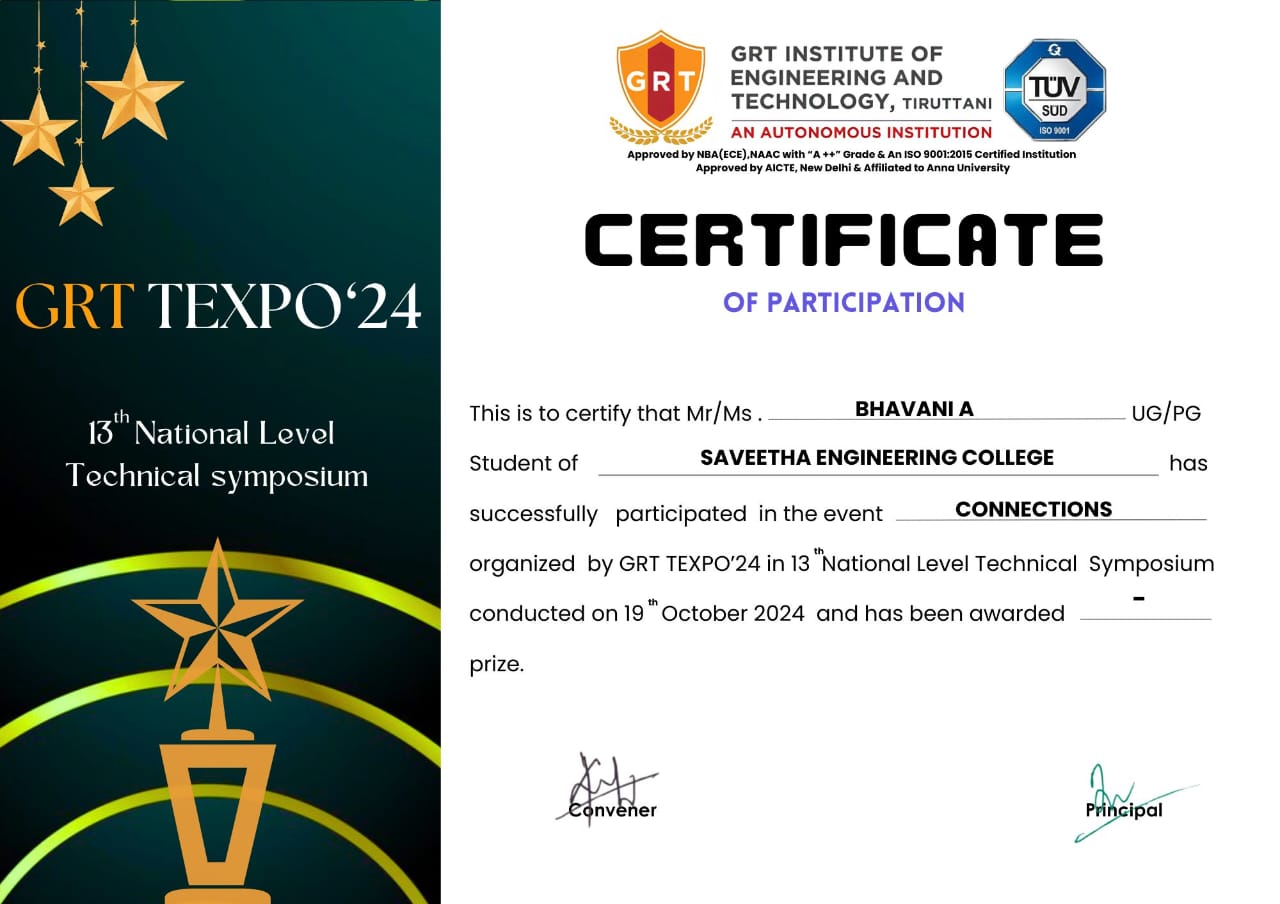 GRT TEXPO‘24
13th National Level
Technical symposium
GRT
GRT INSTITUTE OF
ENGINEERING AND
TECHNOLOGY, TIRUTTANI
AN AUTONOMOUS INSTITUTION
TÜV
SÜD
ISO 9001
Approved by NBA(ECE),NAAC with “A ++” Grade & An ISO 9001:2015 Certified Institution
Approved by AICTE, New Delhi & Affiliated to Anna University
CERTIFICATE
OF PARTICIPATION
This is to certify that Mr/Ms . BHAVANI A UG/PG
Student of SAVEETHA ENGINEERING COLLEGE has
successfully participated in the event CONNECTIONS
organized by GRT TEXPO’24 in 13 th National Level Technical Symposium
conducted on 19 th October 2024 and has been awarded -
prize.
Convener
Principal